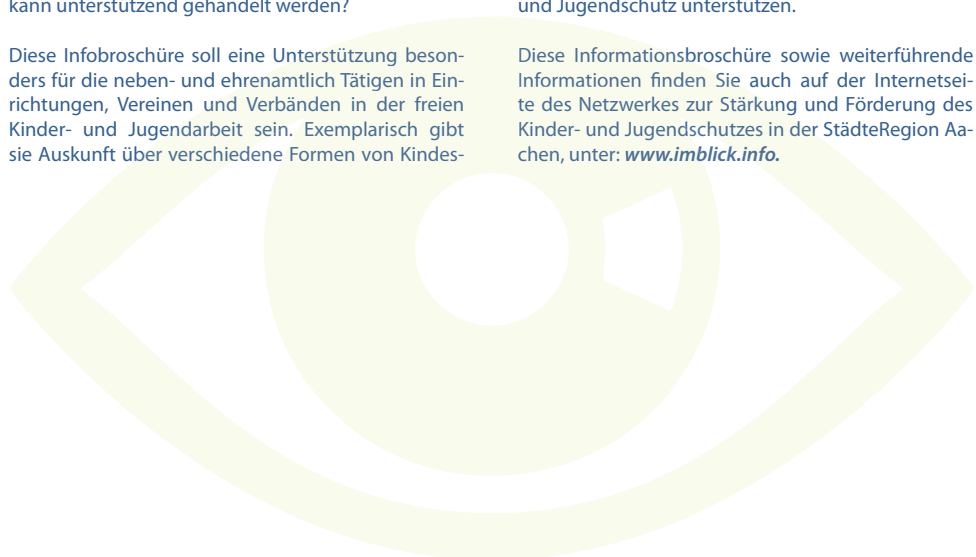 kann unterstützend gehandelt werden?
Diese Infobroschüre soll eine Unterstützung beson-
ders für die neben- und ehrenamtlich Tätigen in Ein-
richtungen, Vereinen und Verbänden in der freien
Kinder- und Jugendarbeit sein. Exemplarisch gibt
sie Auskunft über verschiedene Formen von Kindes-
und Jugendschutz unterstützen.
Diese Informationsbroschüre sowie weiterführende
Informationen finden Sie auch auf der Internetsei-
te des Netzwerkes zur Stärkung und Förderung des
Kinder- und Jugendschutzes in der StädteRegion Aa-
chen, unter: www.imblick.info.